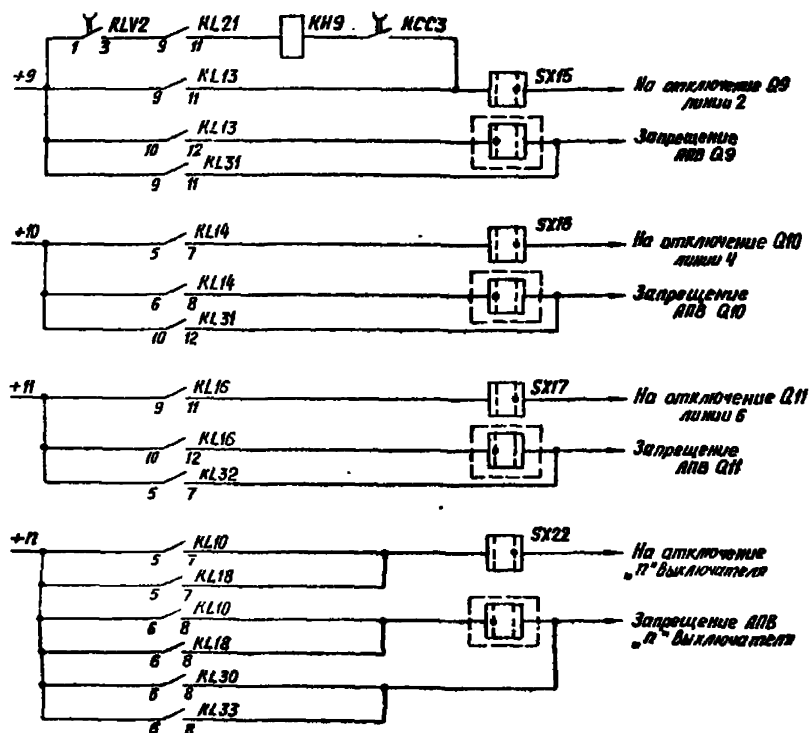 KLV2 KL21 KH9 KCC3
1 3 9 11
+9 KL13 SX15 На отключение Q9
9 11 линии 2
KL13 Запрещение
10 12 АПВ Q9
KL31
9 11
+10 KL14 SX16 На отключение Q10
5 7 линии 4
KL14 Запрещение
6 8 АПВ Q10
KL31
10 12
+11 KL16 SX17 На отключение Q11
9 11 линии 6
KL16 Запрещение
10 12 АПВ Q11
KL32
5 7
+п KL10 SX22 На отключение
5 7 „п" выключателя
KL18
5 7
KL10 Запрещение АПВ
6 8 „п" выключателя
KL18
6 8
KL30
6 8
KL33
6 8